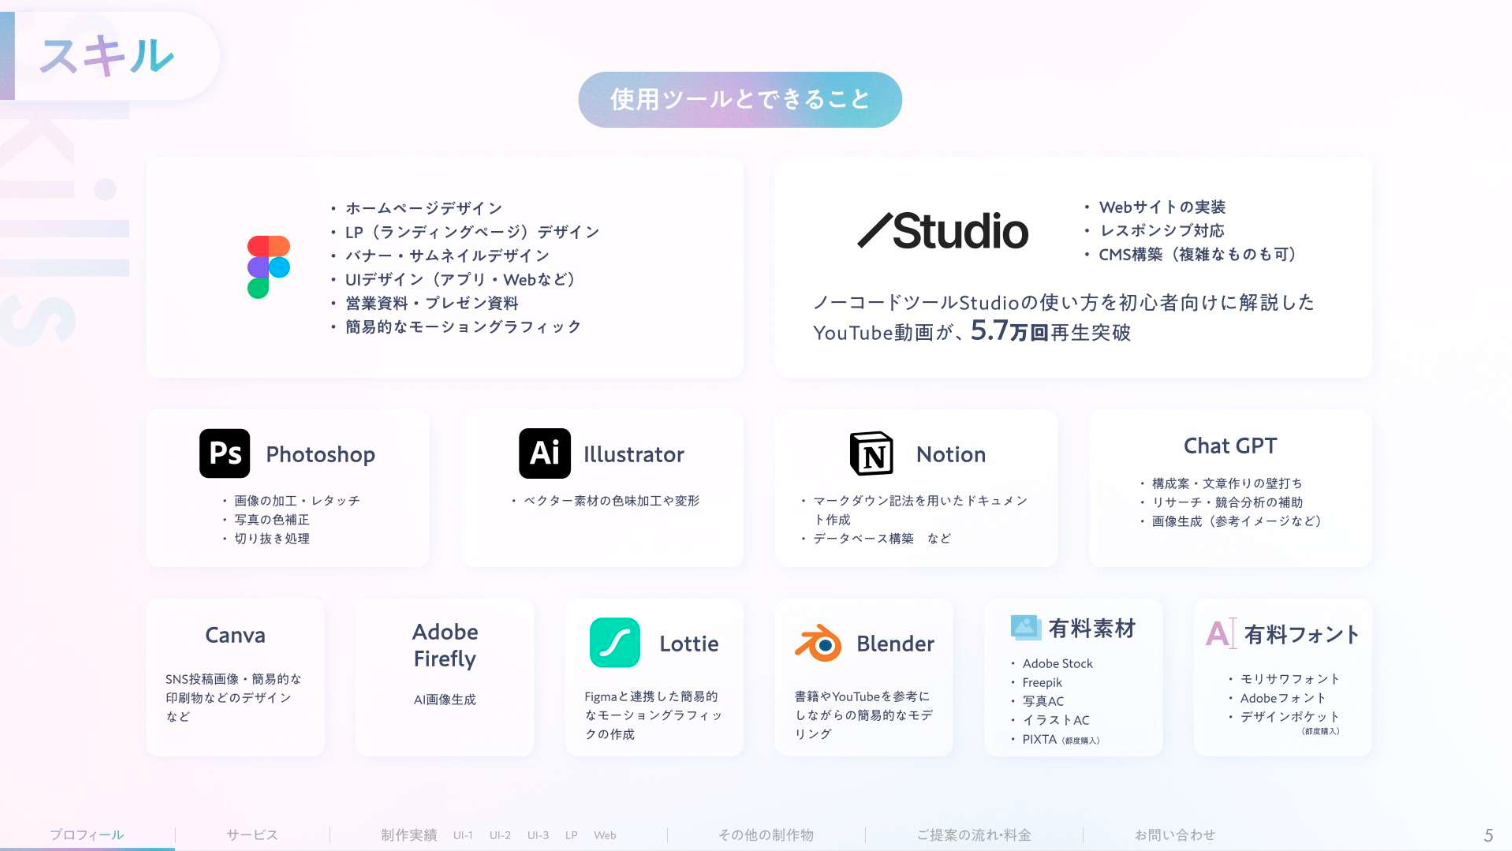 スキル
Skills
使用ツールとできること
・ ホームページデザイン
・ LP（ランディングページ）デザイン
・ バナー・サムネイルデザイン
・ UIデザイン（アプリ・Webなど）
・ 営業資料・プレゼン資料
・ 簡易的なモーショングラフィック
Studio
・ Webサイトの実装
・ レスポンシブ対応
・ CMS構築（複雑なものも可）
ノーコードツールStudioの使い方を初心者向けに解説した
YouTube動画が、5.7万回再生突破
Ps Photoshop
・ 画像の加工・レタッチ
・ 写真の色補正
・ 切り抜き処理
Ai Illustrator
・ ベクター素材の色味加工や変形
N Notion
・ マークダウン記法を用いたドキュメン
ト作成
・ データベース構築　など
Chat GPT
・ 構成案・文章作りの壁打ち
・ リサーチ・競合分析の補助
・ 画像生成（参考イメージなど）
Canva
SNS投稿画像・簡易的な
印刷物などのデザイン
など
Adobe
Firefly
AI画像生成
Lottie
Figmaと連携した簡易的
なモーショングラフィッ
クの作成
Blender
書籍やYouTubeを参考に
しながらの簡易的なモデ
リング
有料素材
・ Adobe Stock
・ Freepik
・ 写真AC
・ イラストAC
・ PIXTA（都度購入）
A 有料フォント
・ モリサワフォント
・ Adobeフォント
・ デザインポケット
（都度購入）
プロフィール サービス 制作実績 UI-1 UI-2 UI-3 LP Web その他の制作物 ご提案の流れ・料金 お問い合わせ 5